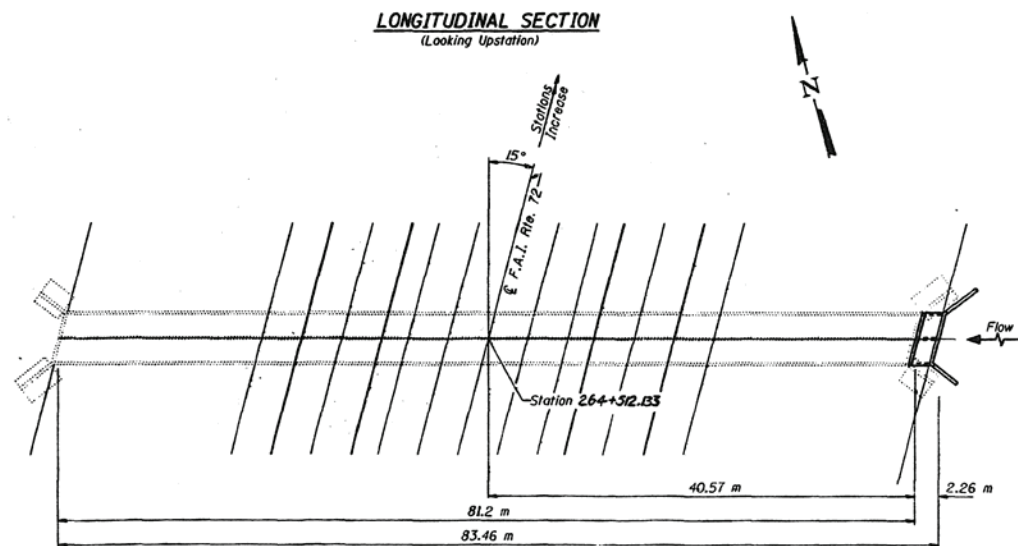 LONGITUDINAL SECTION
(Looking Upstation)
N
Stations
Increase
15°
℄ F.A.I. Rte. 72
Flow
Station 264+512.133
40.57 m
2.26 m
81.2 m
83.46 m